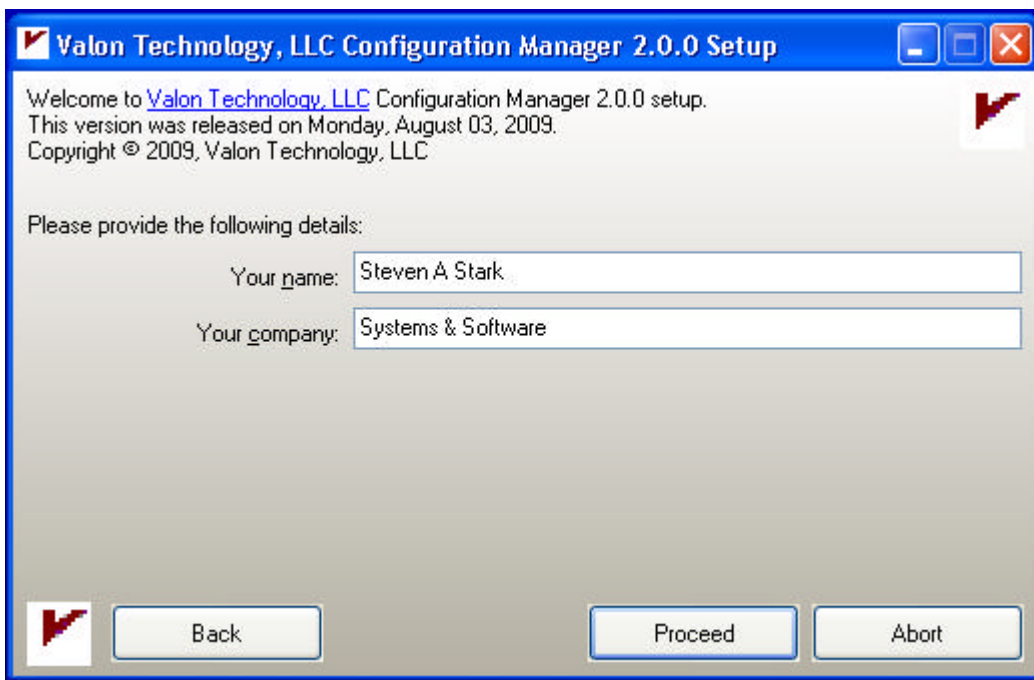 Valon Technology, LLC Configuration Manager 2.0.0 Setup
Welcome to Valon Technology, LLC Configuration Manager 2.0.0 setup.
This version was released on Monday, August 03, 2009.
Copyright © 2009, Valon Technology, LLC
Please provide the following details:
Your name: Steven A Stark
Your company: Systems & Software
Back Proceed Abort